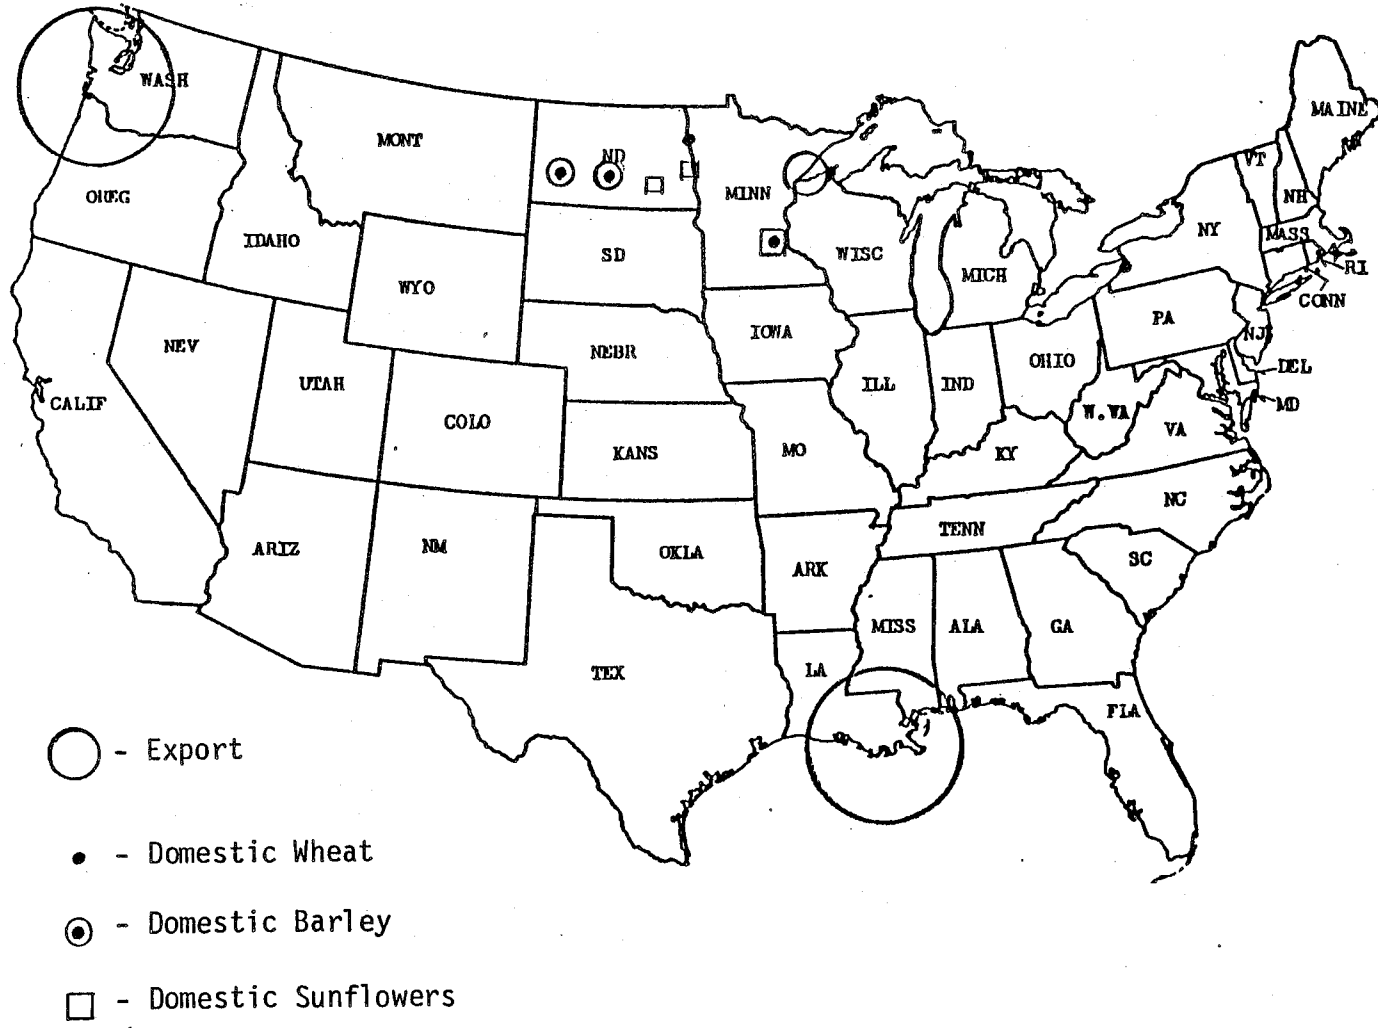 WASH
MONT
ND
MINN
MAINE
VT
NH
OREG
IDAHO
SD
WISC
MICH
NY
MASS
RI
CONN
WYO
NEV
UTAH
NEBR
IOWA
ILL
IND
OHIO
PA
NJ
DEL
MD
CALIF
COLO
KANS
MO
KY
W.VA
VA
ARIZ
NM
OKLA
ARK
TENN
NC
SC
TEX
LA
MISS
ALA
GA
FLA
- Export
- Domestic Wheat
- Domestic Barley
- Domestic Sunflowers